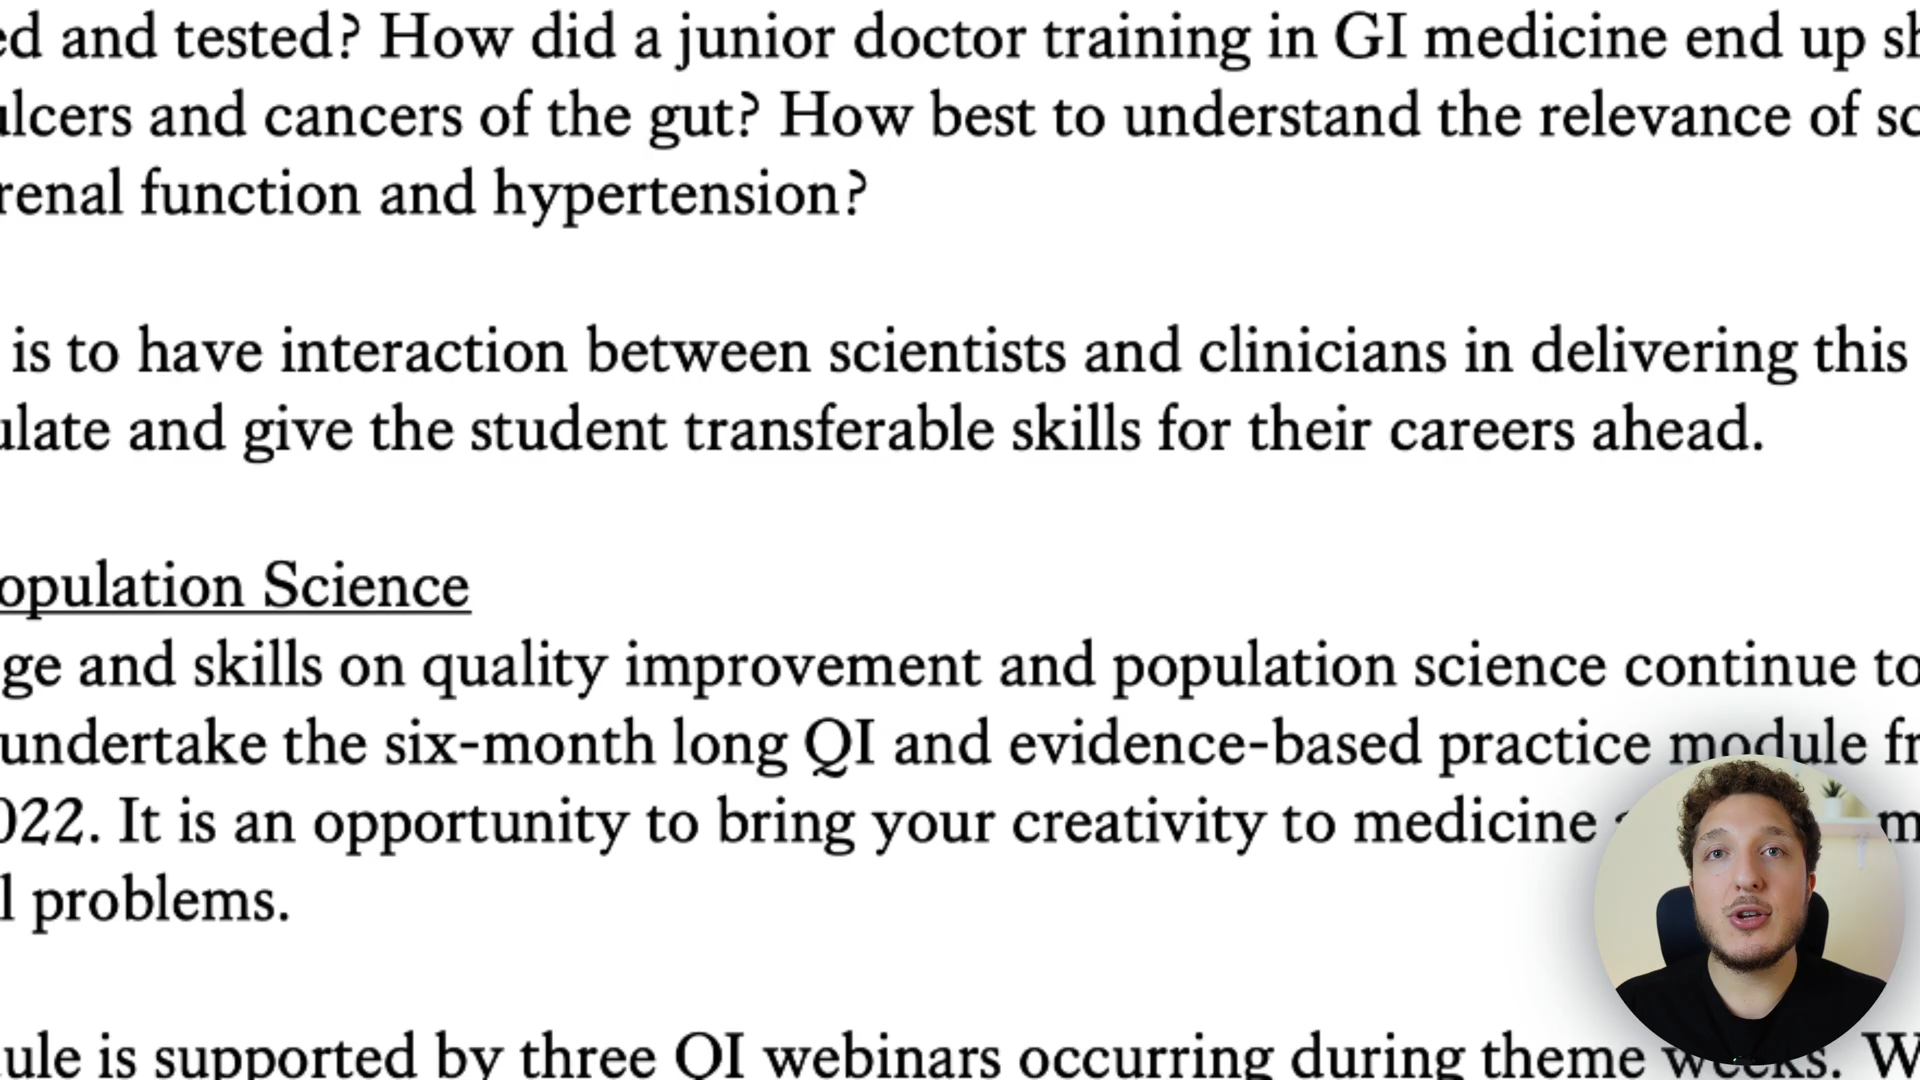 and tested? How did a junior doctor training in GI medicine end up
ulcers and cancers of the gut? How best to understand the relevance of
renal function and hypertension?
is to have interaction between scientists and clinicians in delivering this
and give the student transferable skills for their careers ahead.
opulation Science
ge and skills on quality improvement and population science continue to
undertake the six-month long QI and evidence-based practice module
022. It is an opportunity to bring your creativity to medicine
l problems.
ule is supported by three QI webinars occurring during theme weeks. W